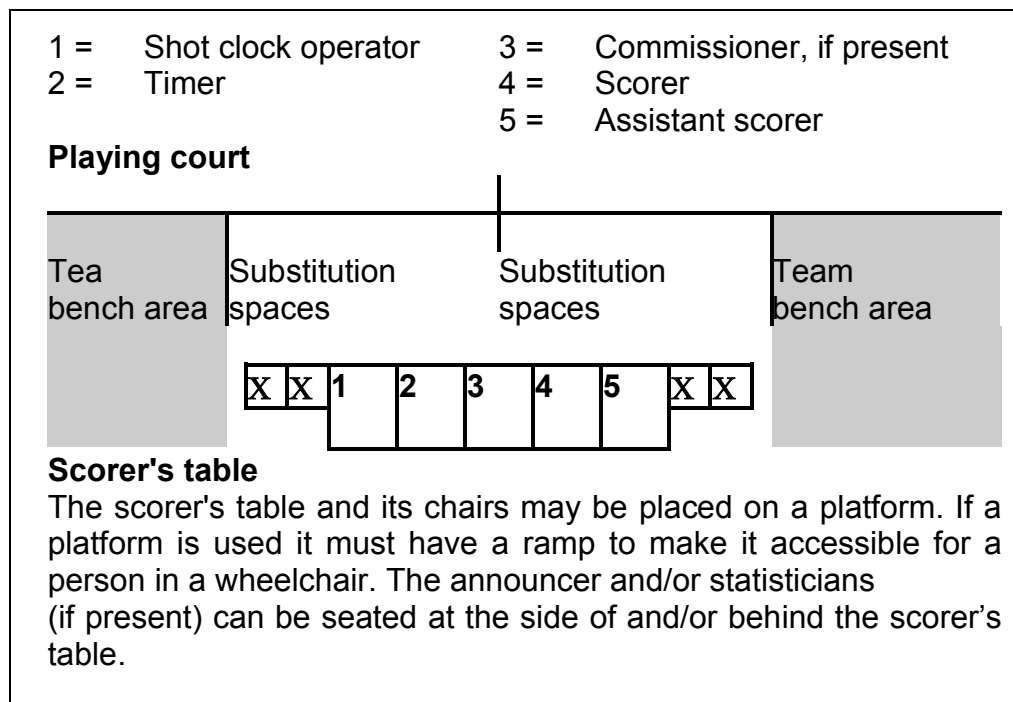 1 = Shot clock operator 3 = Commissioner, if present
2 = Timer 4 = Scorer
5 = Assistant scorer
Playing court
Tea Substitution Substitution Team
bench area spaces spaces bench area
X X 1 2 3 4 5 X X
Scorer's table
The scorer's table and its chairs may be placed on a platform. If a
platform is used it must have a ramp to make it accessible for a
person in a wheelchair. The announcer and/or statisticians
(if present) can be seated at the side of and/or behind the scorer’s
table.